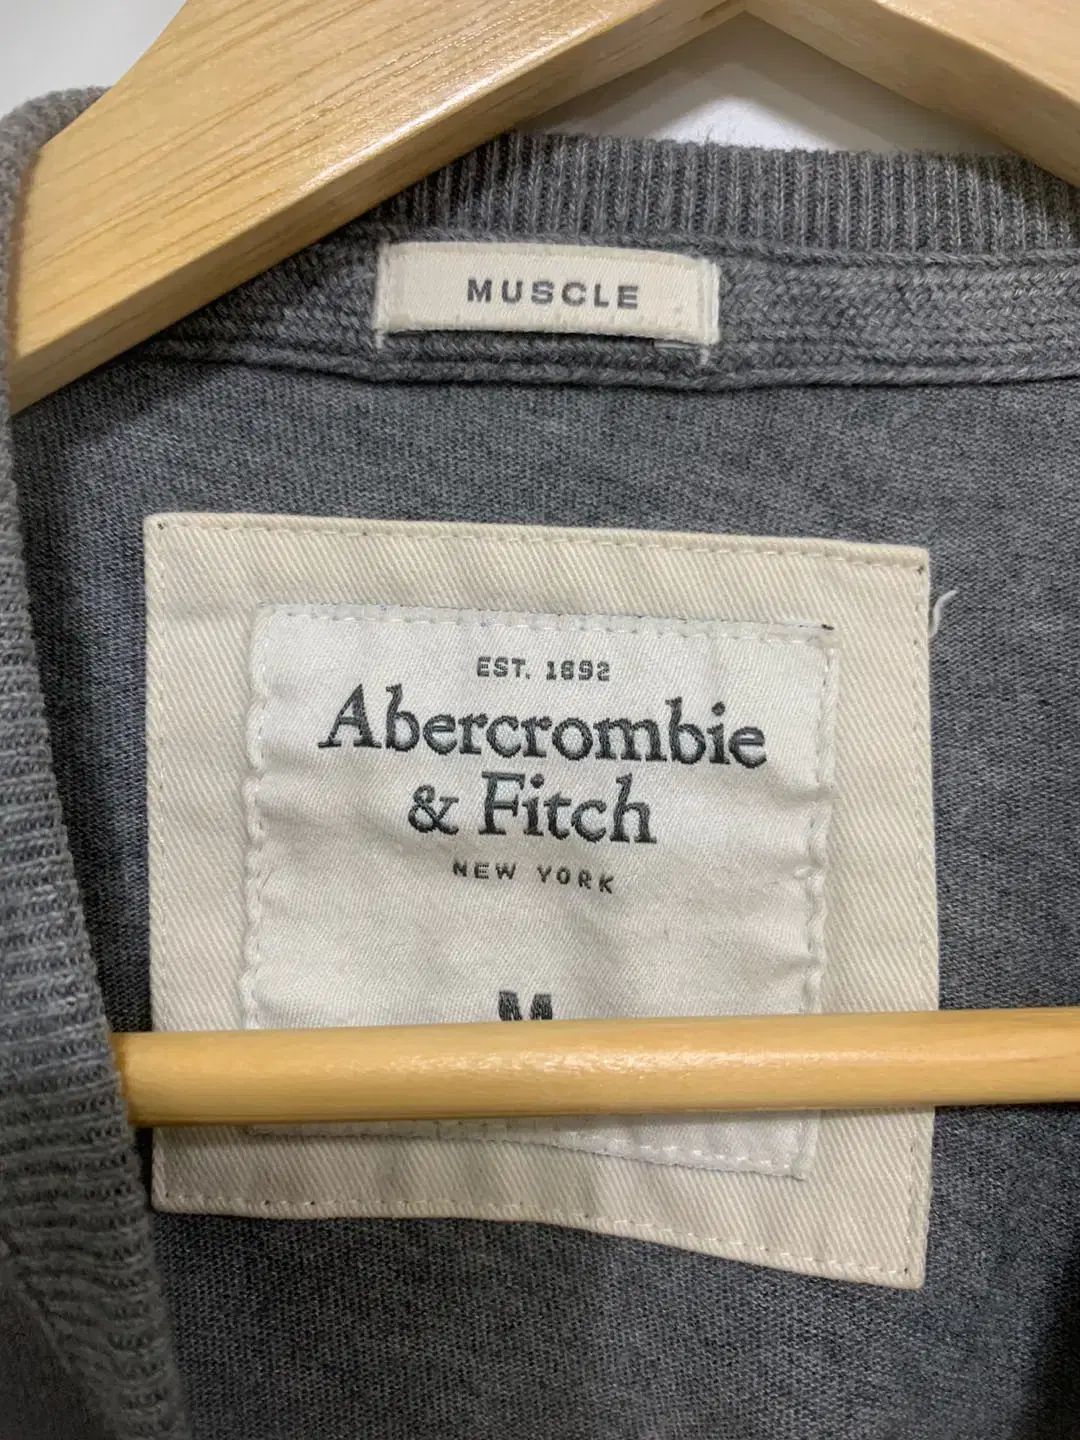 MUSCLE
EST. 1892
Abercrombie
& Fitch
NEW YORK
M